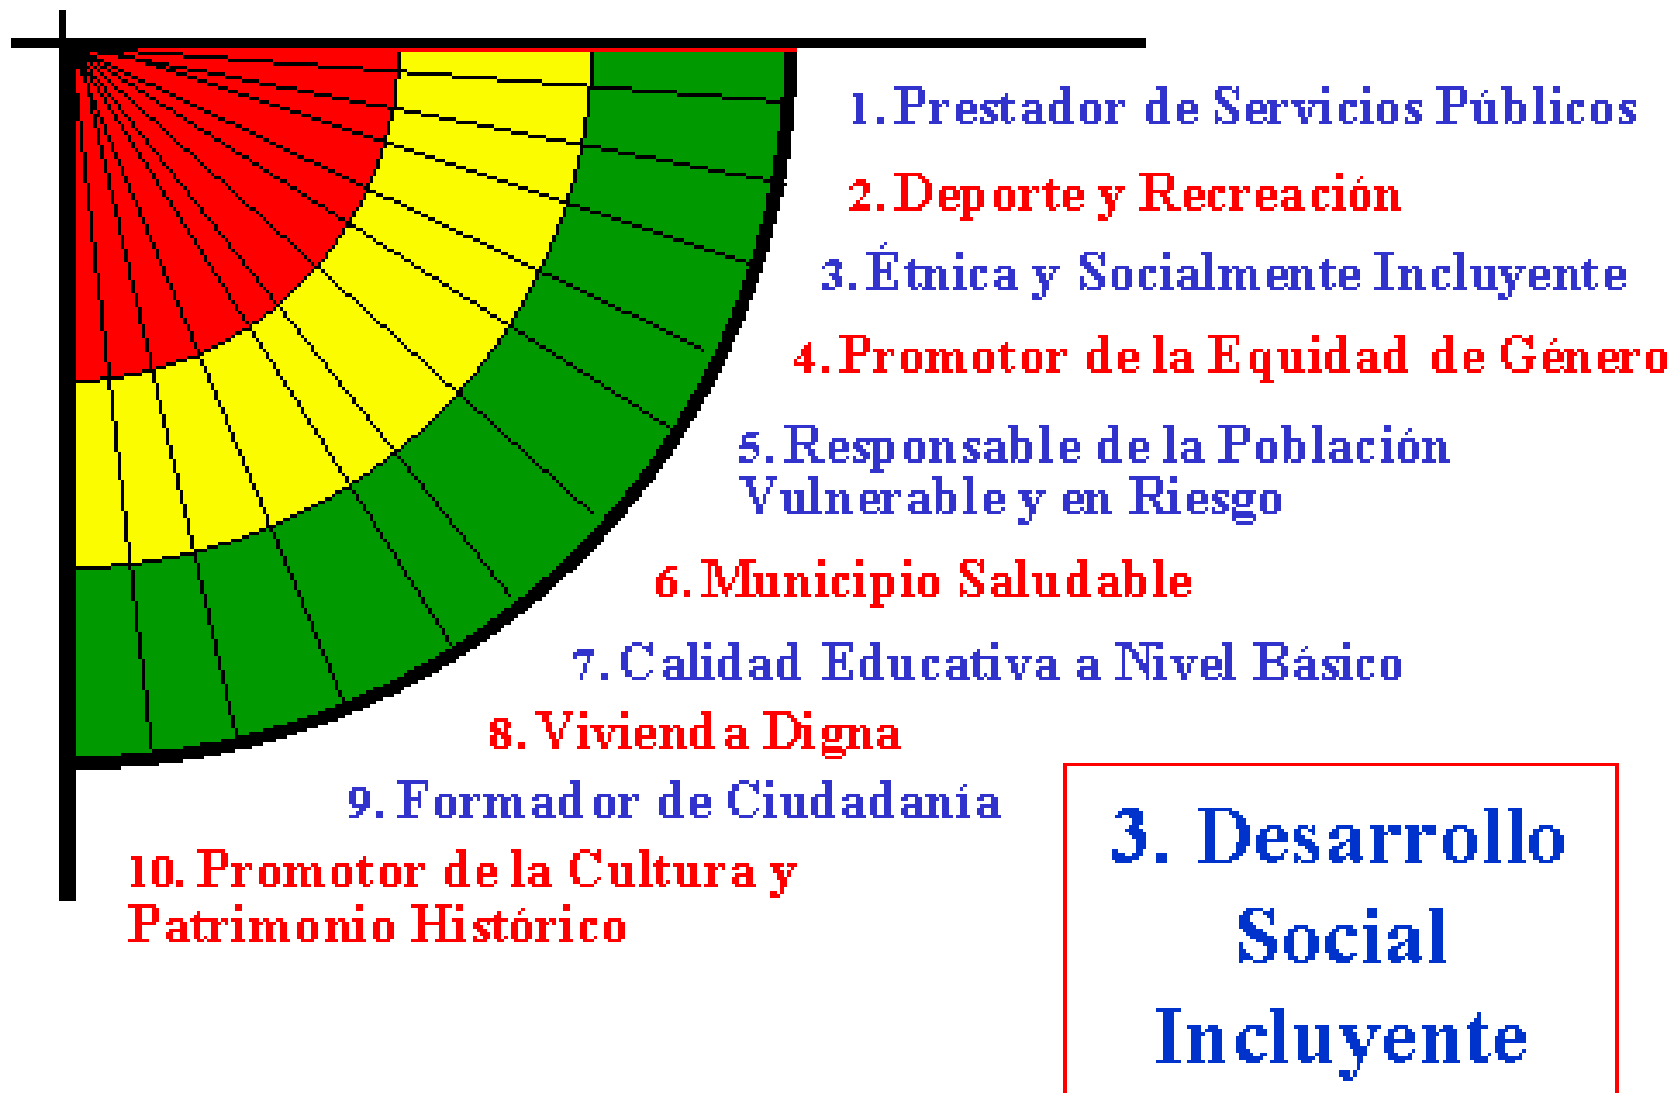 1. Prestador de Servicios Públicos
2. Deporte y Recreación
3. Étnica y Socialmente Incluyente
4. Promotor de la Equidad de Género
5. Responsable de la Población
Vulnerable y en Riesgo
6. Municipio Saludable
7. Calidad Educativa a Nivel Básico
8. Vivienda Digna
9. Formador de Ciudadanía
10. Promotor de la Cultura y
Patrimonio Histórico
3. Desarrollo
Social
Incluyente